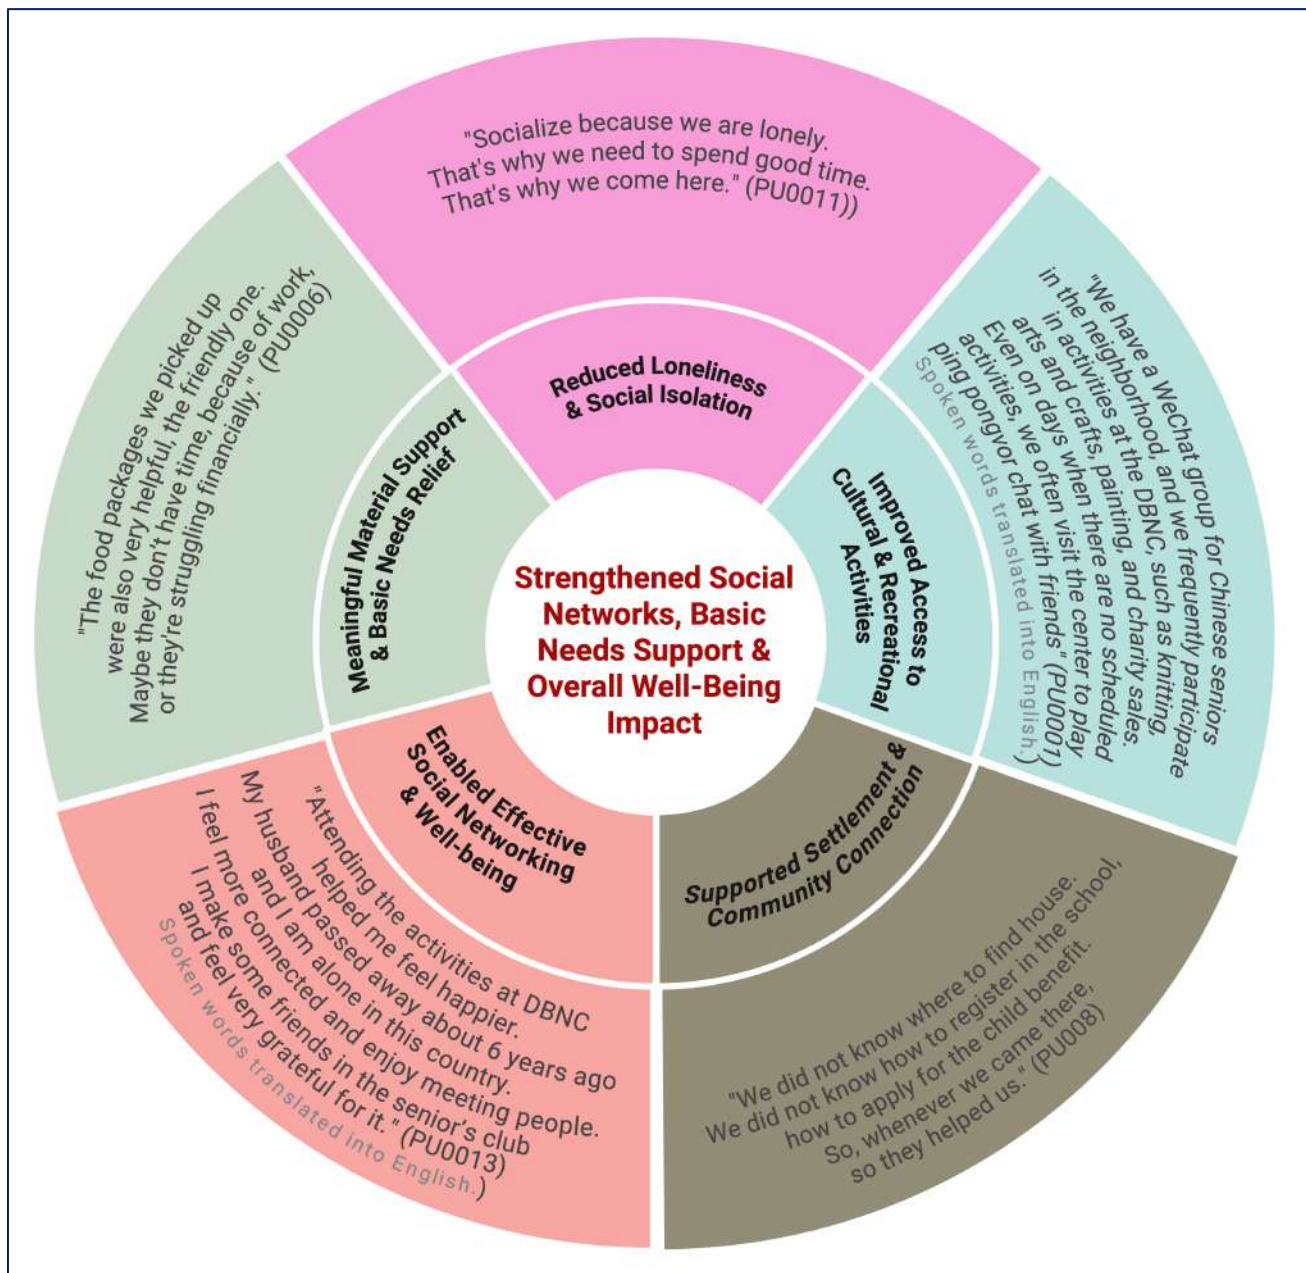 Strengthened Social
Networks, Basic
Needs Support &
Overall Well-Being
Impact
Reduced Loneliness
& Social Isolation
"Socialize because we are lonely.
That's why we need to spend good time.
That's why we come here." (PU0011))
Improved Access to
Cultural & Recreational
Activities
"We have a WeChat group for Chinese seniors
in the neighborhood, and we frequently participate
in activities at the DBNC, such as knitting,
arts and crafts, painting, and charity sales.
Even on days when there are no scheduled
activities, we often visit the center to play
ping pongvor chat with friends" (PU0001)
Spoken words translated into English.)
Supported Settlement &
Community Connection
"We did not know where to find house.
We did not know how to register in the school,
how to apply for the child benefit.
So, whenever we came there,
so they helped us." (PU008)
Enabled Effective
Social Networking
& Well-being
"Attending the activities at DBNC
helped me feel happier.
My husband passed away about 6 years ago
and I am alone in this country.
I feel more connected and enjoy meeting people.
I make some friends in the senior's club
and feel very grateful for it." (PU0013)
Spoken words translated into English.)
Meaningful Material Support
& Basic Needs Relief
"The food packages we picked up
were also very helpful, the friendly one.
Maybe they don't have time, because of work,
or they're struggling financially." (PU0006)